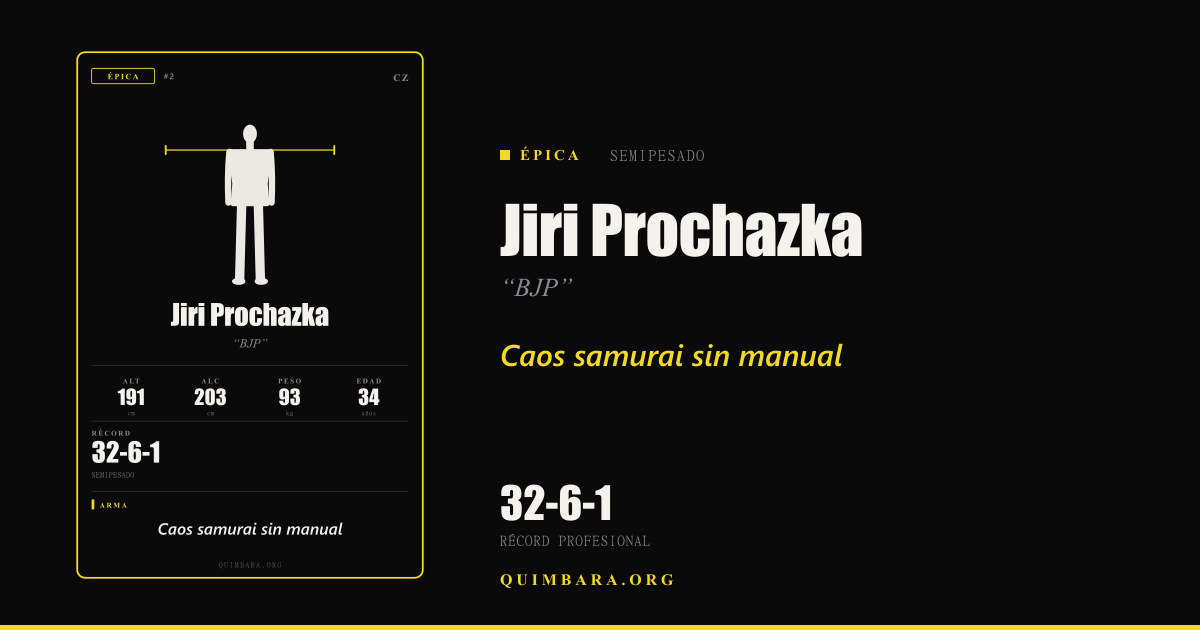 ÉPICA #2 CZ
Jiri Prochazka
“BJP”
ALT ALC PESO EDAD
191 203 93 34
cm cm kg años
RÉCORD
32-6-1
SEMIPESADO
ARMA
Caos samurai sin manual
QUIMBARA.ORG
ÉPICA SEMIPESADO
Jiri Prochazka
“BJP”
Caos samurai sin manual
32-6-1
RÉCORD PROFESIONAL
QUIMBARA.ORG